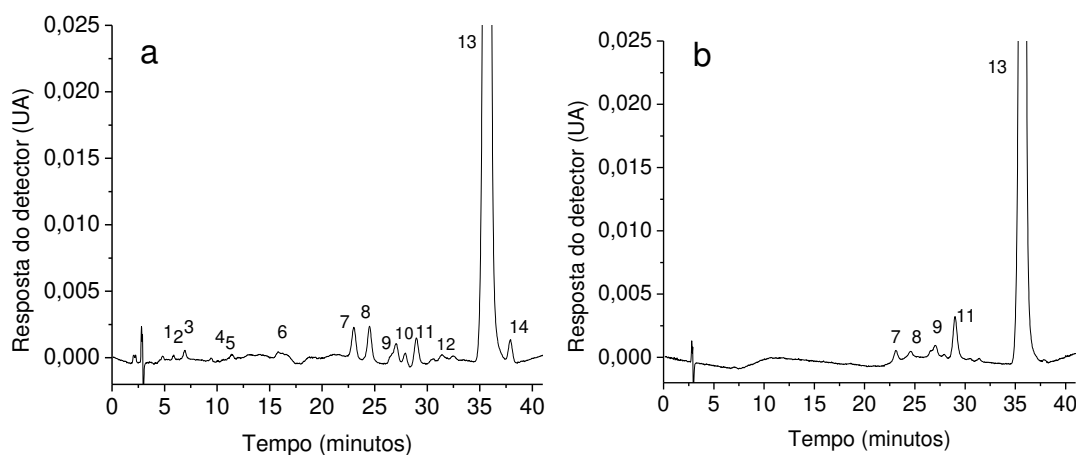 a
Resposta do detector (UA)
0,025
0,020
0,015
0,010
0,005
0,000
1 2 3 4 5 6 7 8 9 10 11 12 13 14
0 5 10 15 20 25 30 35 40
Tempo (minutos)
b
Resposta do detector (UA)
0,025
0,020
0,015
0,010
0,005
0,000
7 8 9 11 13
0 5 10 15 20 25 30 35 40
Tempo (minutos)